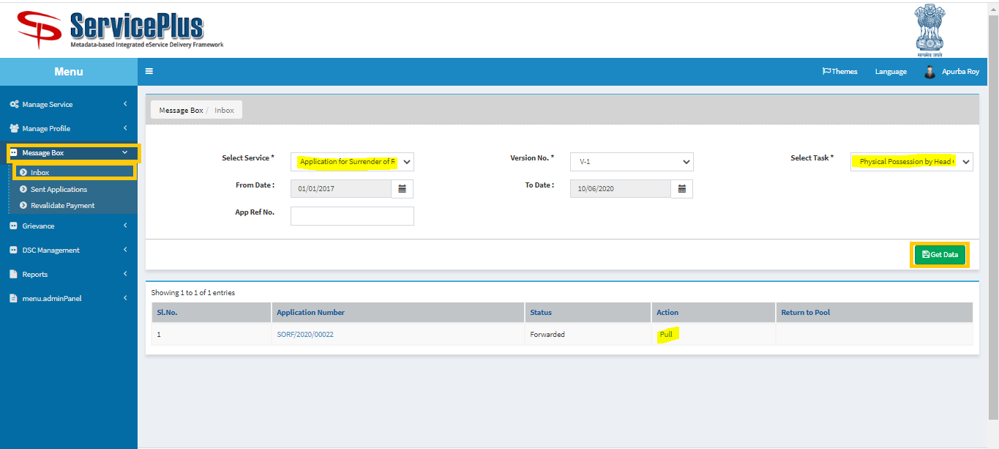 ServicePlus
Metadata-based Integrated eService Delivery Framework
सत्यमेव जयते
Menu
Themes Language Apurba Roy
Manage Service
Manage Profile
Message Box
Inbox
Sent Applications
Revalidate Payment
Grievance
DSC Management
Reports
menu.adminPanel
Message Box / Inbox
Select Service * Application for Surrender of R Version No. * V-1 Select Task * Physical Possession by Head
From Date : 01/01/2017 To Date : 10/06/2020
App Ref No.
Get Data
Showing 1 to 1 of 1 entries
Sl.No. Application Number Status Action Return to Pool
1 SORF/2020/00022 Forwarded Pull